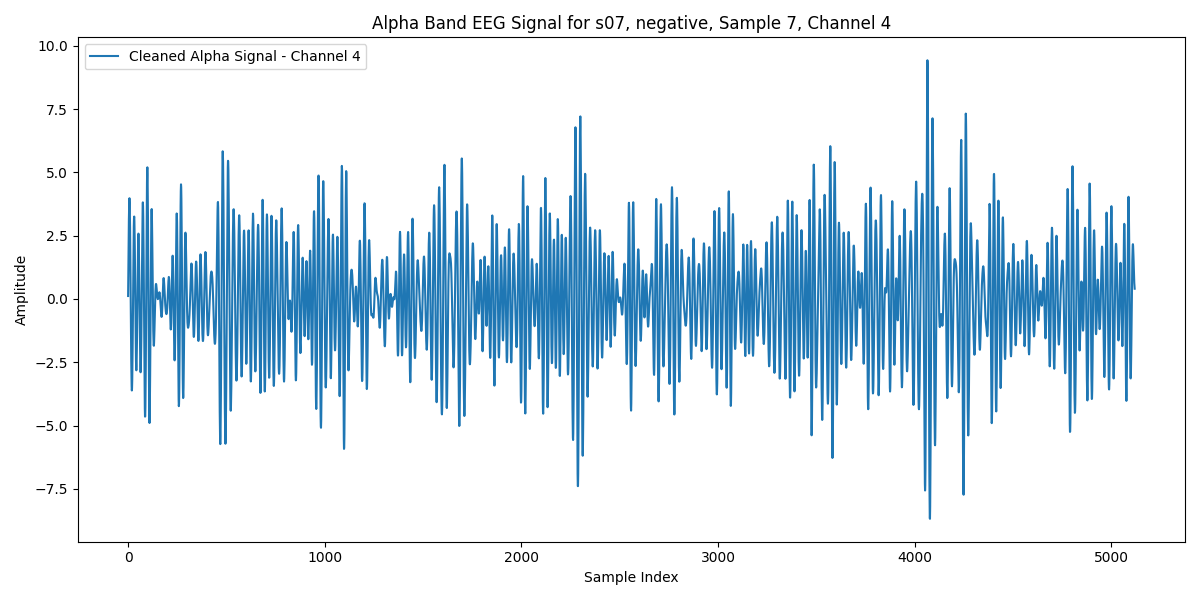 Alpha Band EEG Signal for s07, negative, Sample 7, Channel 4
Cleaned Alpha Signal - Channel 4
10.0
7.5
5.0
2.5
0.0
−2.5
−5.0
−7.5
Amplitude
0 1000 2000 3000 4000 5000
Sample Index